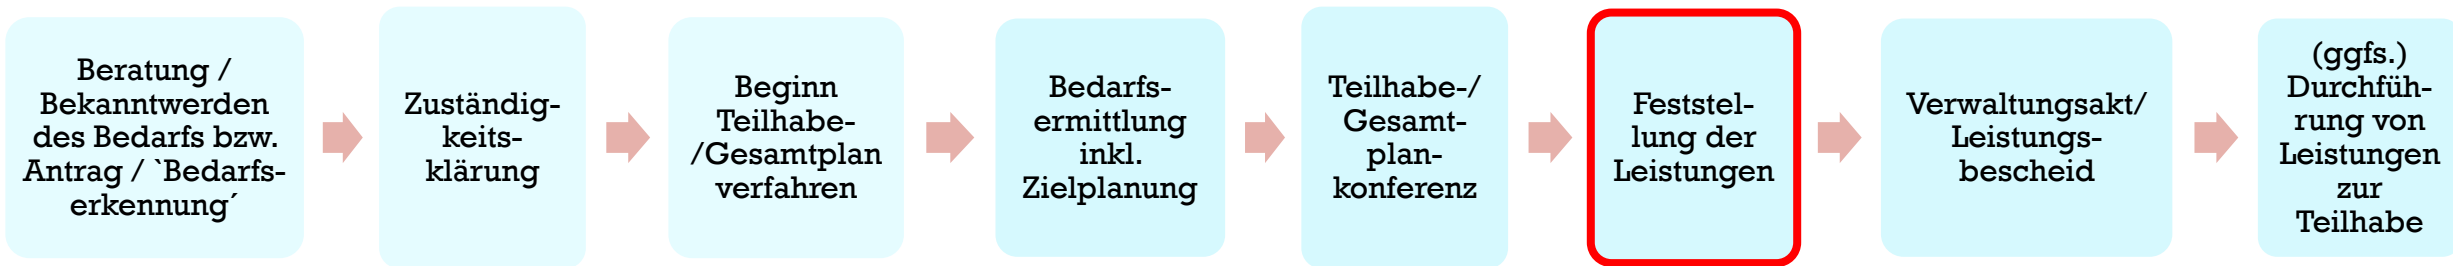 Beratung /
Bekanntwerden
des Bedarfs bzw.
Antrag / `Bedarfs-
erkennung´
Zuständig-
keits-
klärung
Beginn
Teilhabe-
/Gesamtplan
verfahren
Bedarfs-
ermittlung
inkl.
Zielplanung
Teilhabe-/
Gesamt-
plan-
konferenz
Feststel-
lung der
Leistungen
Verwaltungsakt/
Leistungs-
bescheid
(ggfs.)
Durchfüh-
rung von
Leistungen
zur
Teilhabe